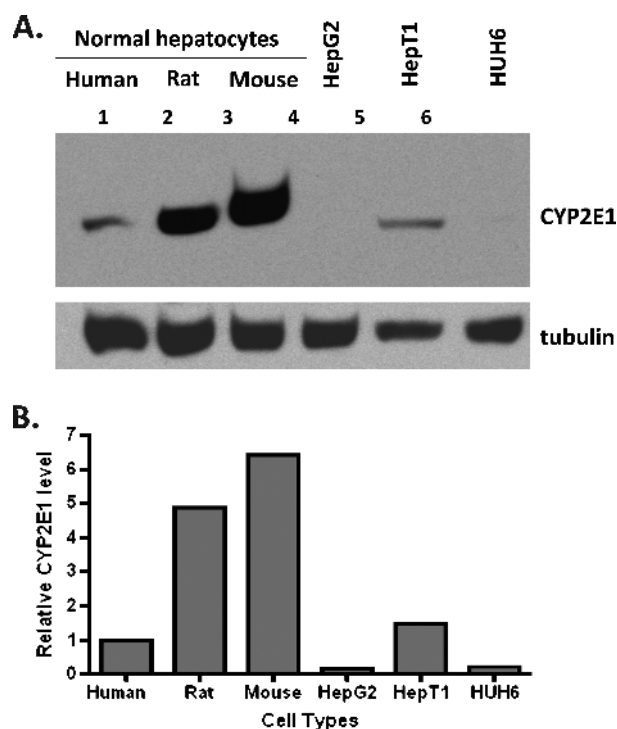 A.
Normal hepatocytes
HepG2
HepT1
HUH6
Human Rat Mouse
1 2 3 4 5 6
CYP2E1
tubulin
B.
Relative CYP2E1 level
7
6
5
4
3
2
1
0
Human Rat Mouse HepG2 HepT1 HUH6
Cell Types